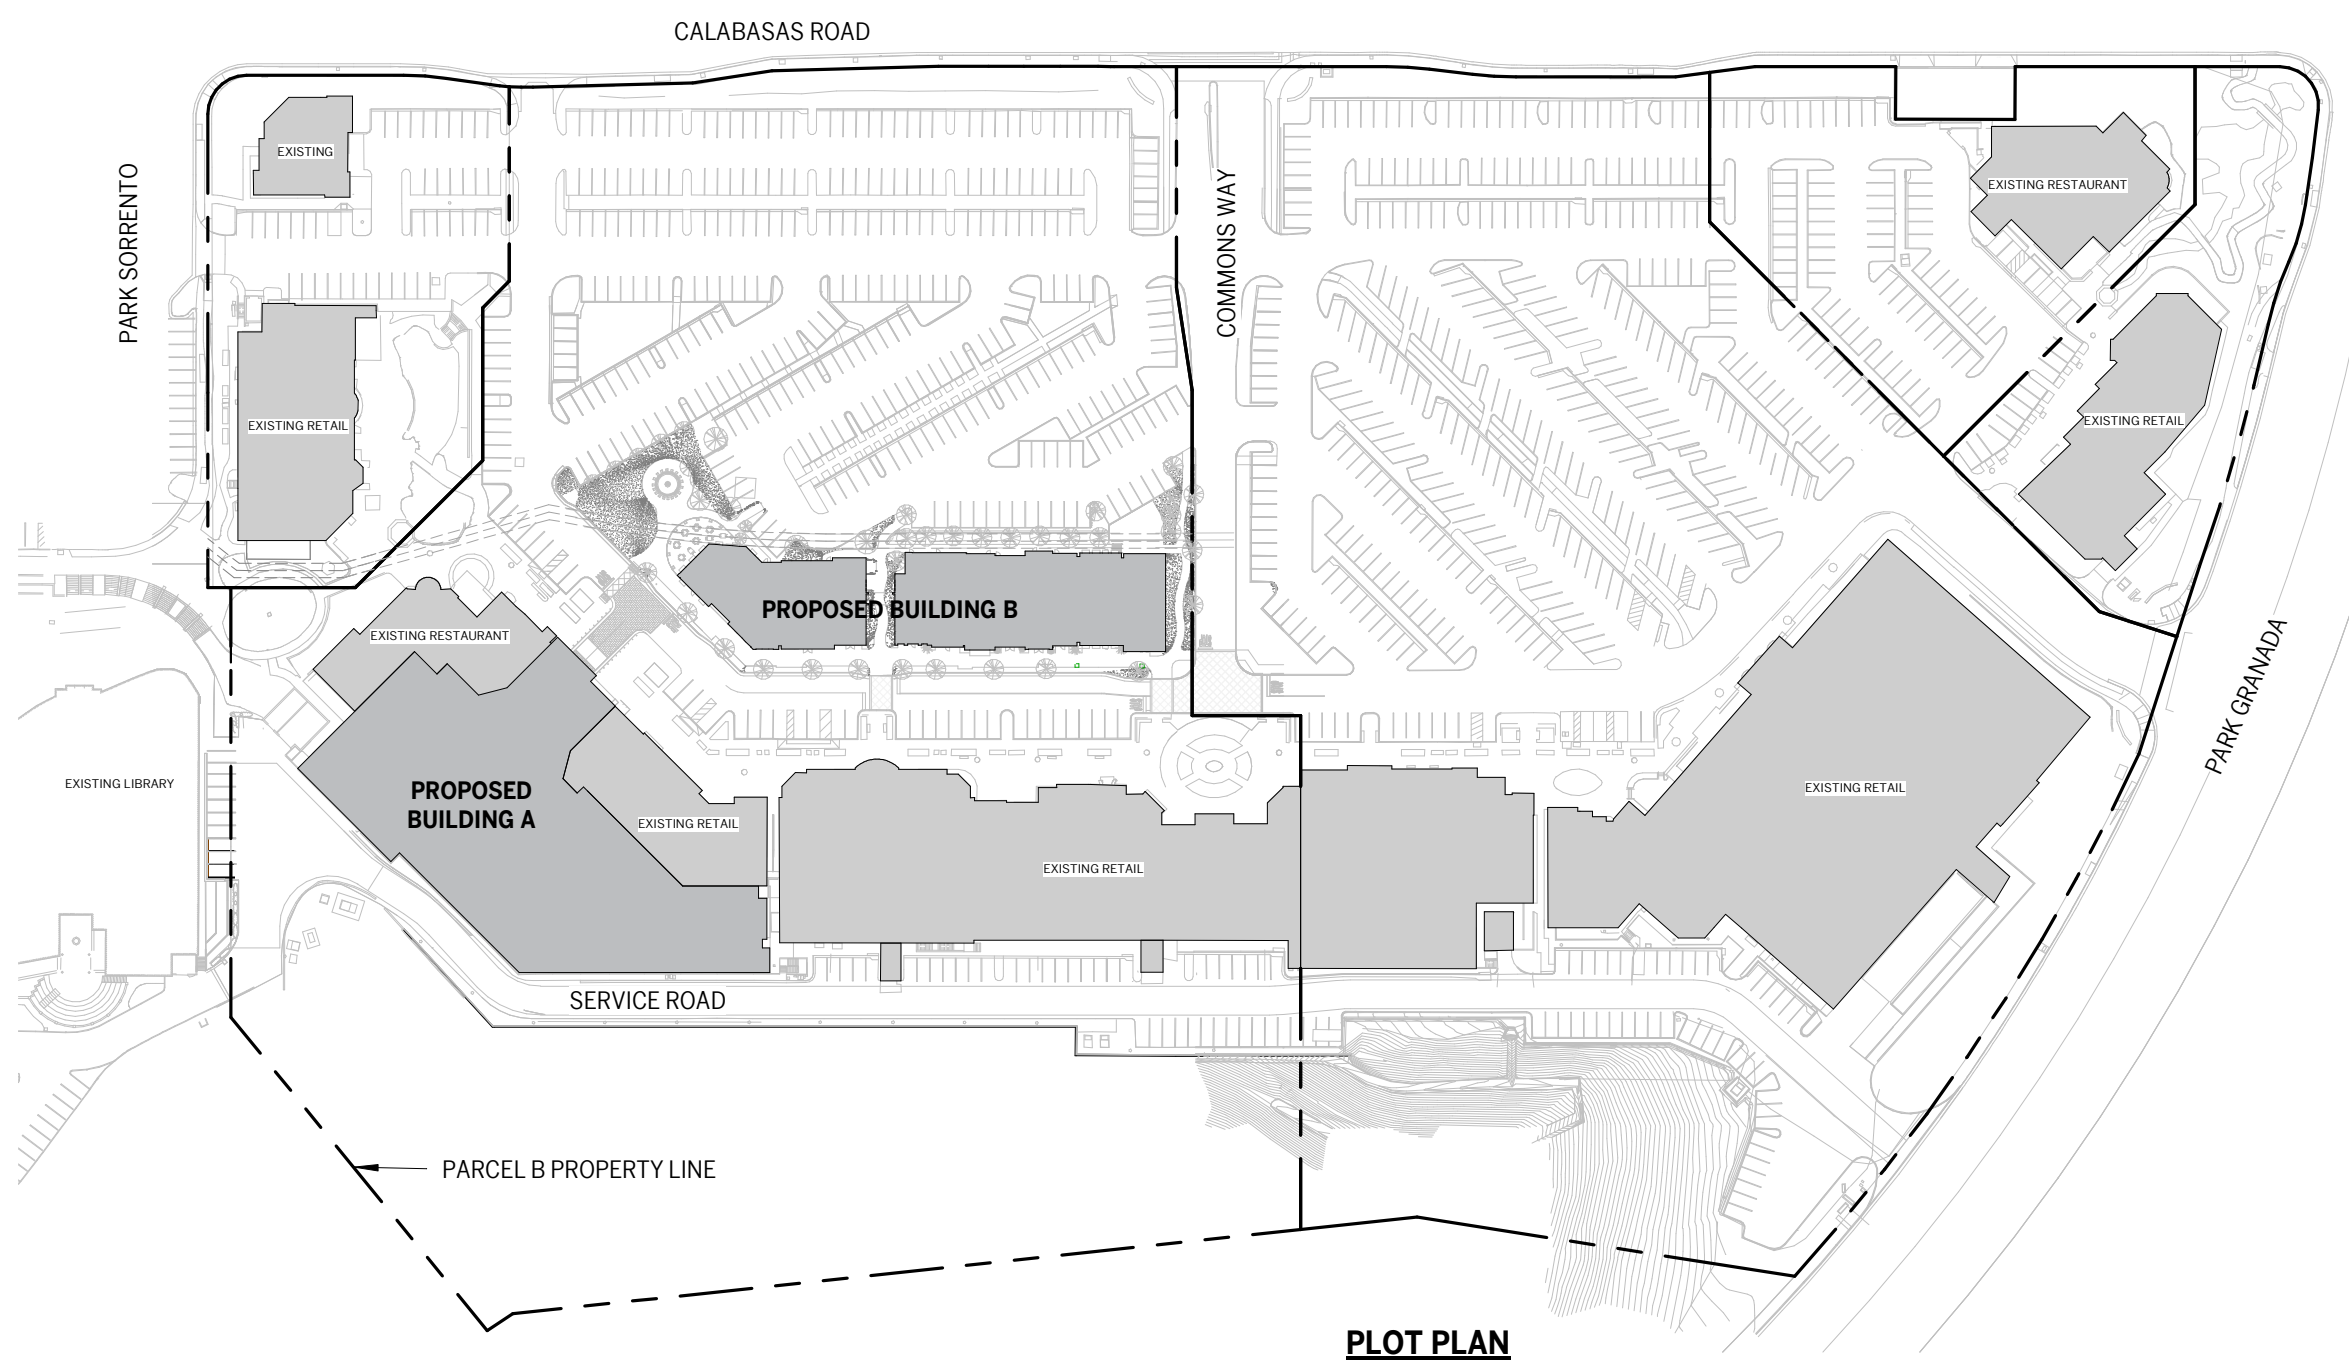 CALABASAS ROAD
EXISTING
PARK SORRENTO
COMMONS WAY
EXISTING RESTAURANT
EXISTING RETAIL
EXISTING RETAIL
PROPOSED BUILDING B
EXISTING RESTAURANT
PARK GRANADA
EXISTING LIBRARY
PROPOSED
BUILDING A
EXISTING RETAIL
EXISTING RETAIL
EXISTING RETAIL
SERVICE ROAD
PARCEL B PROPERTY LINE
PLOT PLAN